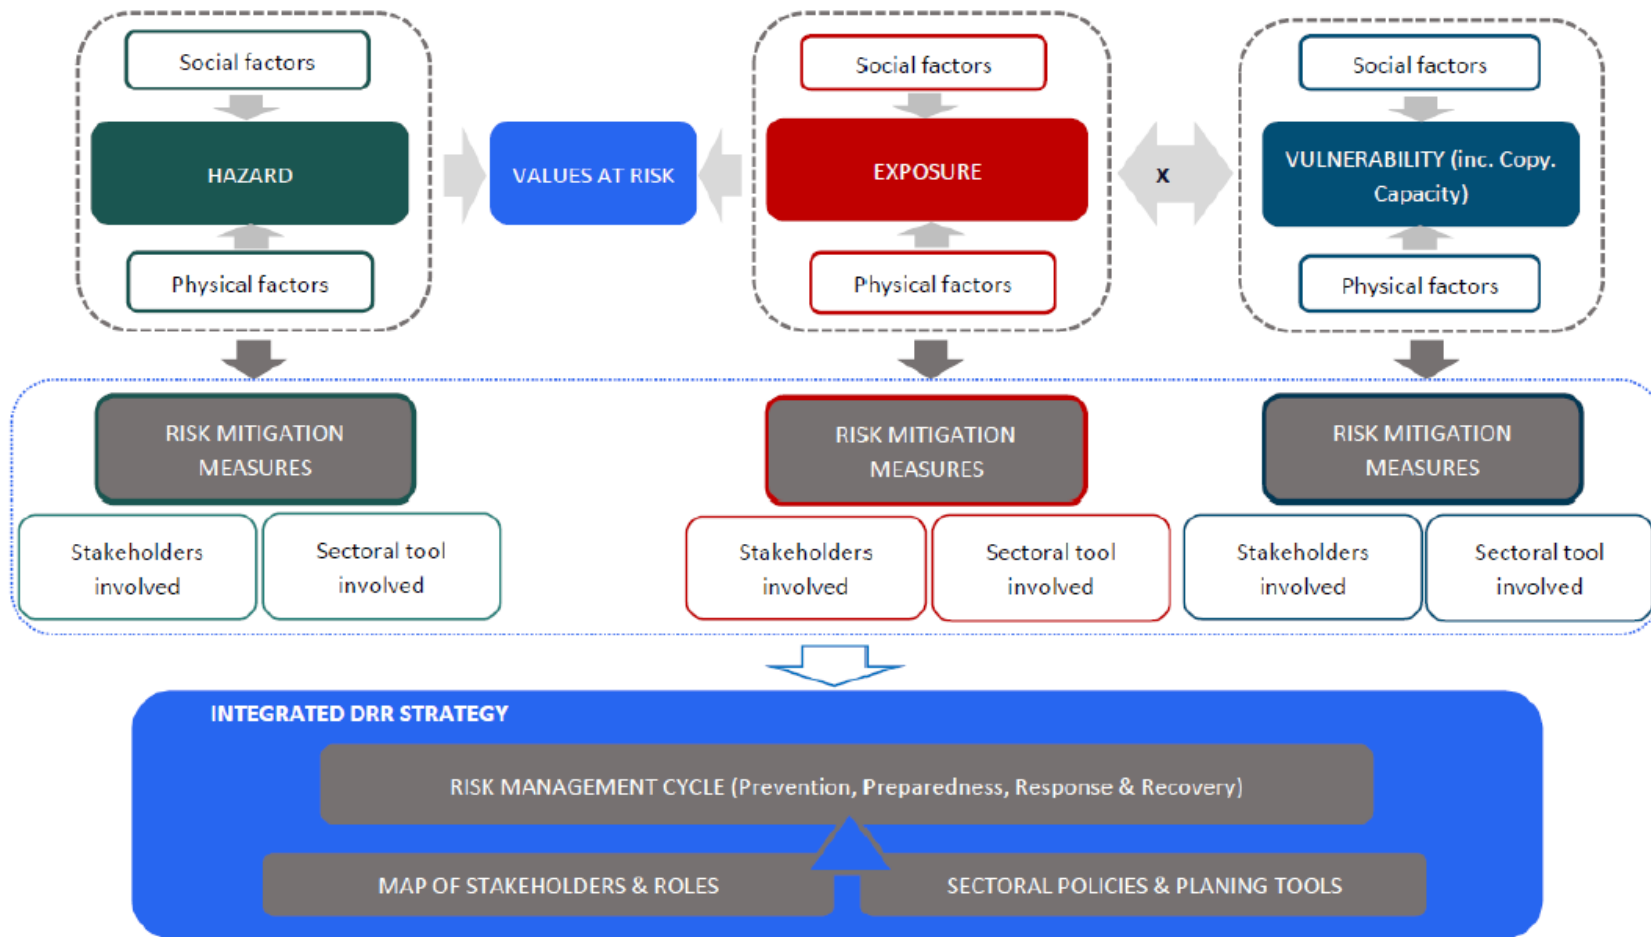 Social factors
Social factors
Social factors
HAZARD
VALUES AT RISK
EXPOSURE
x
VULNERABILITY (inc. Copy.
Capacity)
Physical factors
Physical factors
Physical factors
RISK MITIGATION
MEASURES
RISK MITIGATION
MEASURES
RISK MITIGATION
MEASURES
Stakeholders
involved
Sectoral tool
involved
Stakeholders
involved
Sectoral tool
involved
Stakeholders
involved
Sectoral tool
involved
INTEGRATED DRR STRATEGY
RISK MANAGEMENT CYCLE (Prevention, Preparedness, Response & Recovery)
MAP OF STAKEHOLDERS & ROLES
SECTORAL POLICIES & PLANING TOOLS